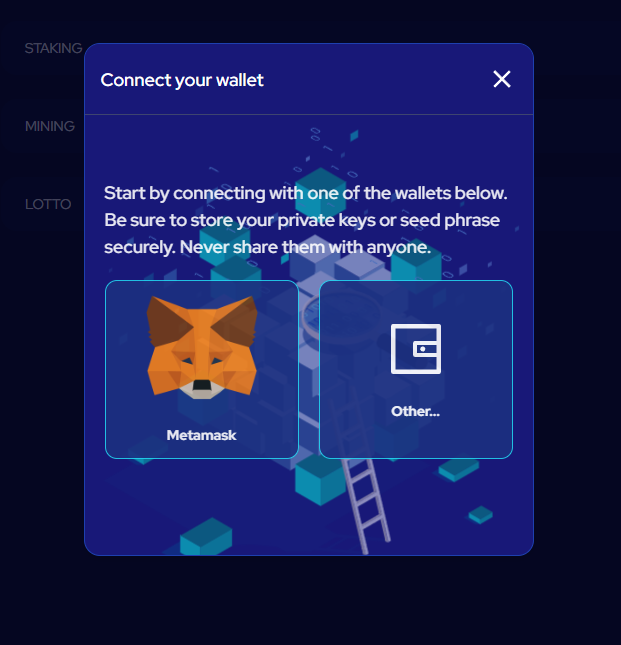 STAKING
Connect your wallet
MINING
Start by connecting with one of the wallets below.
LOTTO
Be sure to store your private keys or seed phrase
securely. Never share them with anyone.
Metamask
Other...